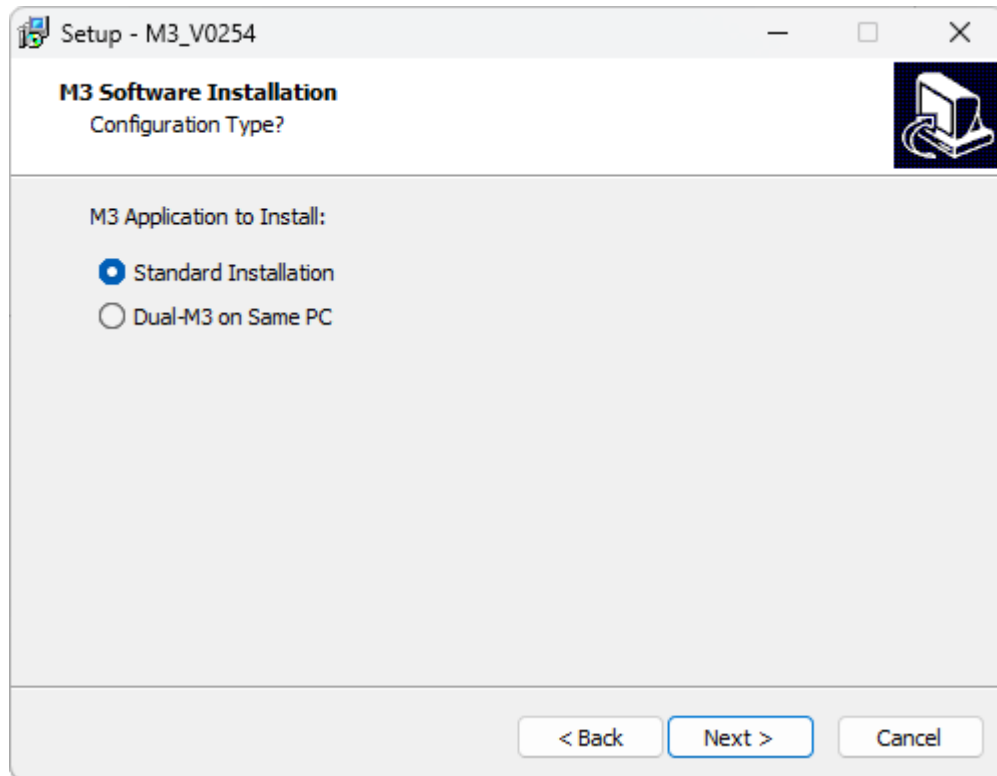 Setup - M3_V0254
M3 Software Installation
Configuration Type?
M3 Application to Install:
Standard Installation
Dual-M3 on Same PC
< Back
Next >
Cancel